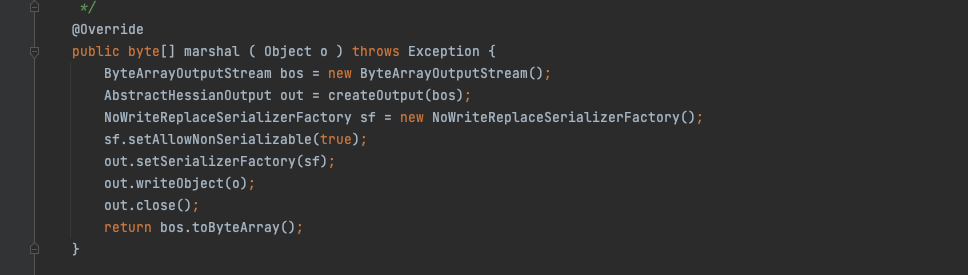 */
@Override
public byte[] marshal ( Object o ) throws Exception {
ByteArrayOutputStream bos = new ByteArrayOutputStream();
AbstractHessianOutput out = createOutput(bos);
NoWriteReplaceSerializerFactory sf = new NoWriteReplaceSerializerFactory();
sf.setAllowNonSerializable(true);
out.setSerializerFactory(sf);
out.writeObject(o);
out.close();
return bos.toByteArray();
}